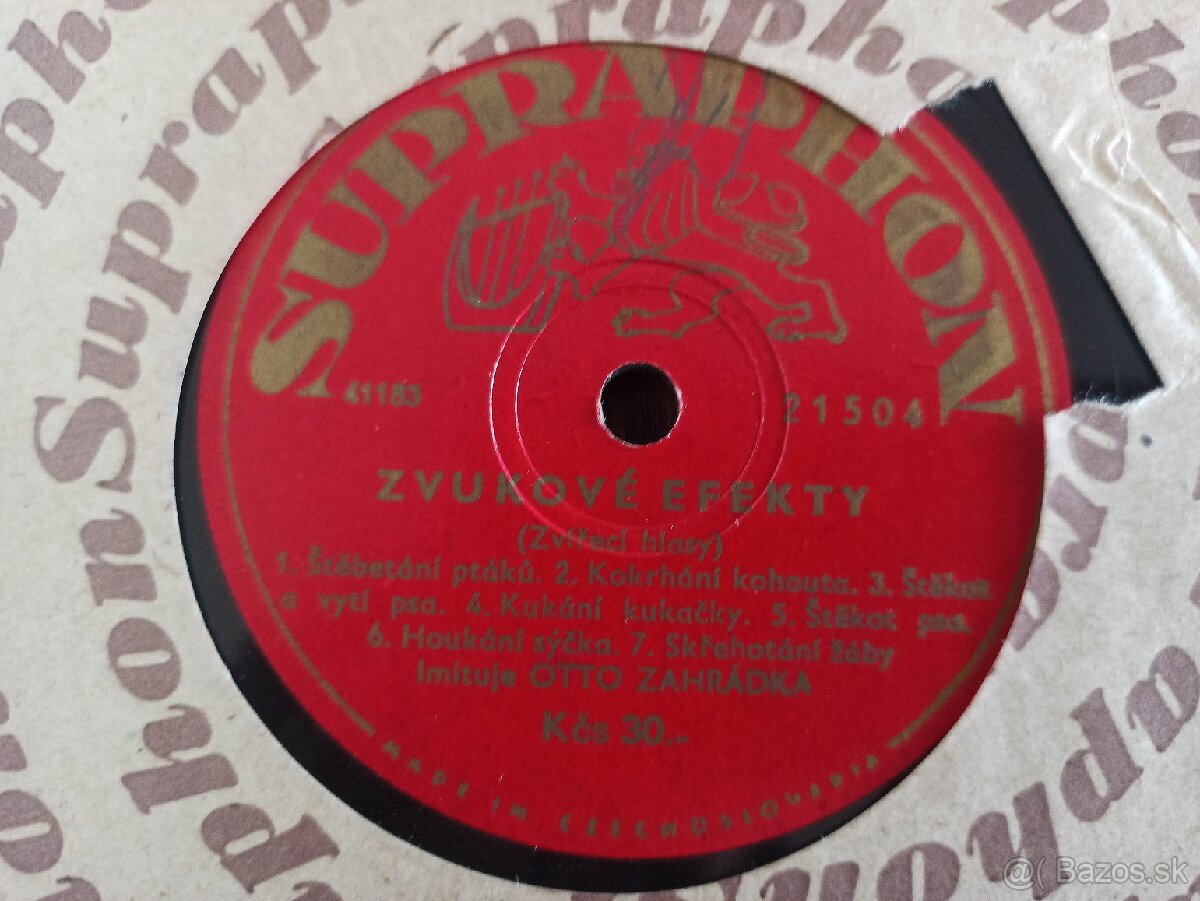 SUPRAPHON
41183
21504
ZVUKOVÉ EFEKTY
(Zvířecí hlasy)
1. Štěbetání ptáků. 2. Kokrhání kohouta. 3. Štěkot
a vytí psa. 4. Kukání kukačky. 5. Štěkot psa.
6. Houkání sýčka. 7. Skřehotání žáby
Imituje OTTO ZAHRÁDKA
Kčs 30.-
MADE IN CZECHOSLOVAKIA
Supraphon Supraphon
@( Bazos.sk